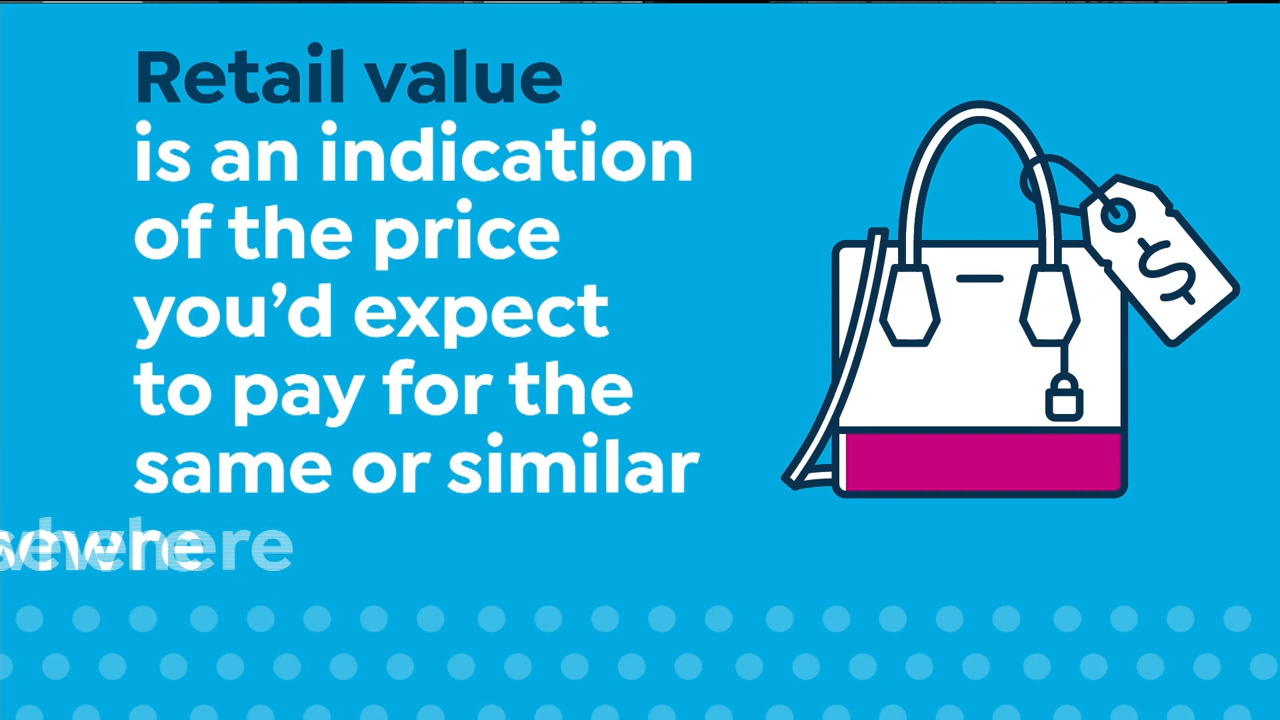 Retail value
is an indication
of the price
you’d expect
to pay for the
same or similar
$